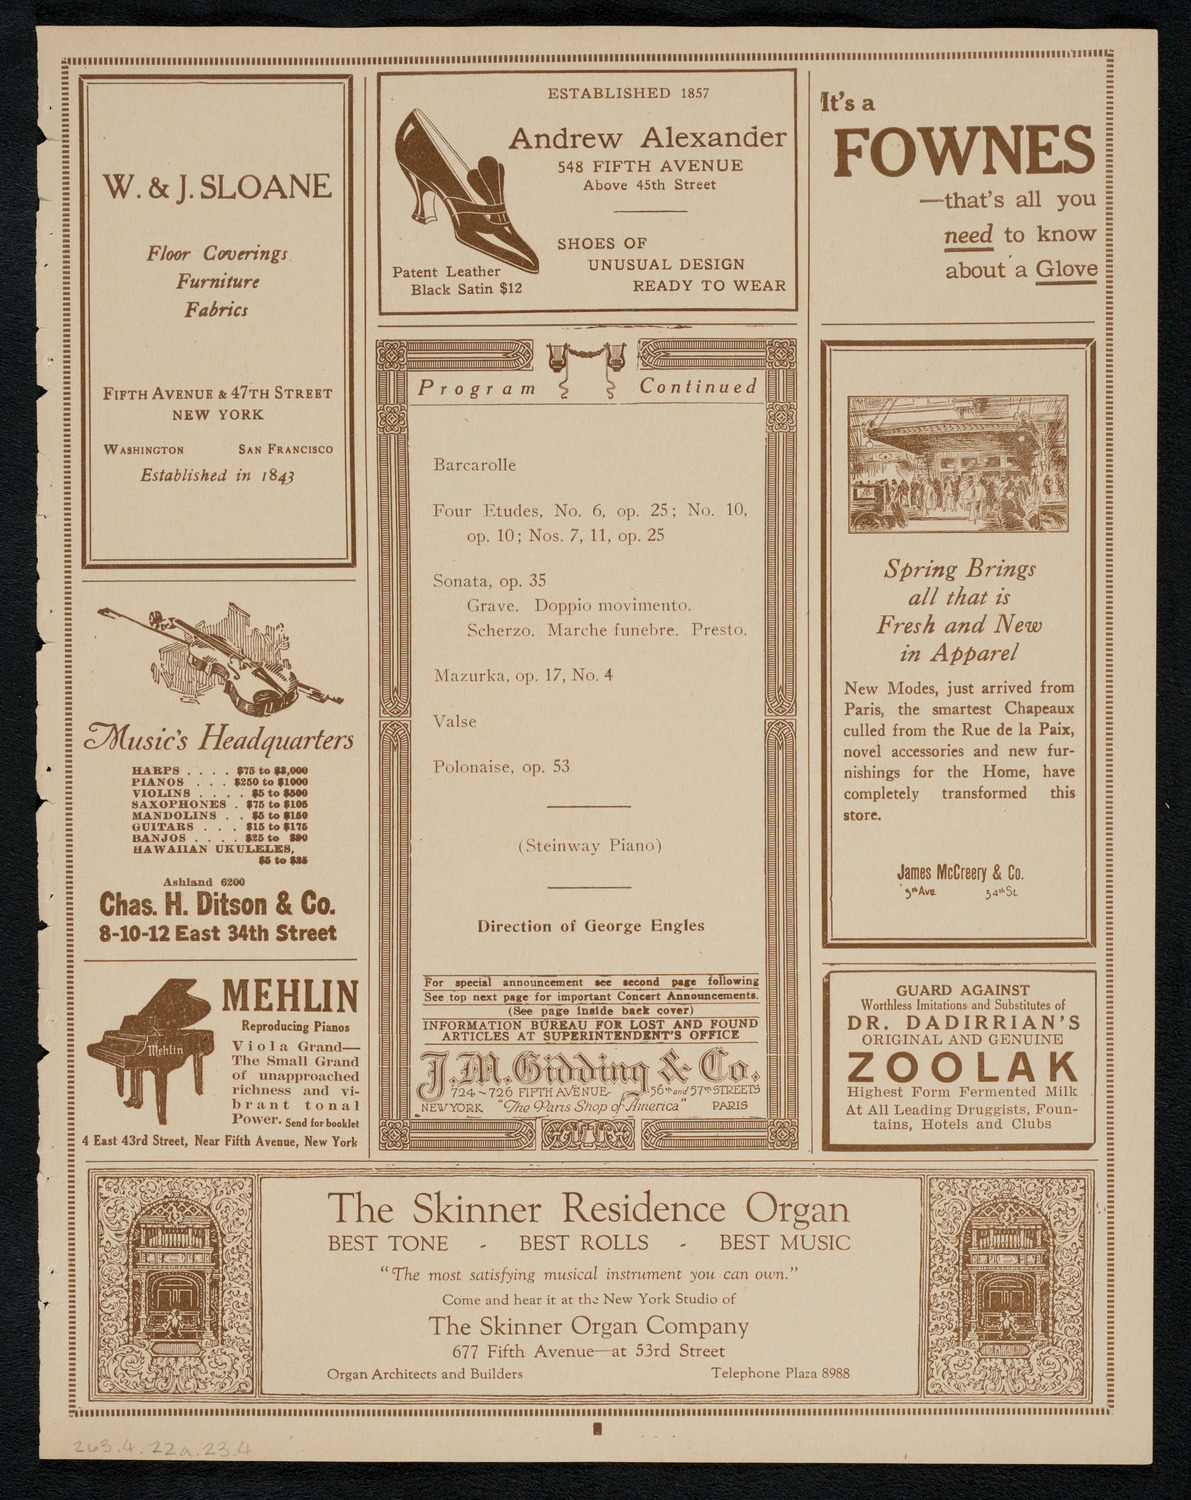 W. & J. SLOANE
Floor Coverings
Furniture
Fabrics
FIFTH AVENUE & 47TH STREET
NEW YORK
WASHINGTON SAN FRANCISCO
Established in 1843
Music's Headquarters
HARPS . . . . $75 to $3,000
PIANOS . . . $250 to $1000
VIOLINS . . . . $5 to $500
SAXOPHONES . $75 to $105
MANDOLINS . . $5 to $150
GUITARS . . . $15 to $175
BANJOS . . . . $25 to $90
HAWAIIAN UKULELES,
$5 to $25
Ashland 6200
Chas. H. Ditson & Co.
8-10-12 East 34th Street
Mehlin
MEHLIN
Reproducing Pianos
Viola Grand—
The Small Grand
of unapproached
richness and vi-
brant tonal
Power. Send for booklet
4 East 43rd Street, Near Fifth Avenue, New York
ESTABLISHED 1857
Andrew Alexander
548 FIFTH AVENUE
Above 45th Street
SHOES OF
UNUSUAL DESIGN
READY TO WEAR
Patent Leather
Black Satin $12
Program Continued
Barcarolle
Four Etudes, No. 6, op. 25; No. 10,
op. 10; Nos. 7, 11, op. 25
Sonata, op. 35
Grave. Doppio movimento.
Scherzo. Marche funebre. Presto.
Mazurka, op. 17, No. 4
Valse
Polonaise, op. 53
(Steinway Piano)
Direction of George Engles
For special announcement see second page following
See top next page for important Concert Announcements.
(See page inside back cover)
INFORMATION BUREAU FOR LOST AND FOUND
ARTICLES AT SUPERINTENDENT'S OFFICE
J.M. Gidding & Co.
724~726 FIFTH AVENUE 56th and 57th STREETS
NEW YORK "The Paris Shop of America" PARIS
It's a
FOWNES
—that's all you
need to know
about a Glove
Spring Brings
all that is
Fresh and New
in Apparel
New Modes, just arrived from
Paris, the smartest Chapeaux
culled from the Rue de la Paix,
novel accessories and new fur-
nishings for the Home, have
completely transformed this
store.
James McCreery & Co.
5th Ave. 34th St.
GUARD AGAINST
Worthless Imitations and Substitutes of
DR. DADIRRIAN'S
ORIGINAL AND GENUINE
ZOOLAK
Highest Form Fermented Milk
At All Leading Druggists, Foun-
tains, Hotels and Clubs
The Skinner Residence Organ
BEST TONE - BEST ROLLS - BEST MUSIC
"The most satisfying musical instrument you can own."
Come and hear it at the New York Studio of
The Skinner Organ Company
677 Fifth Avenue—at 53rd Street
Organ Architects and Builders Telephone Plaza 8988
263.4.22a.23.4